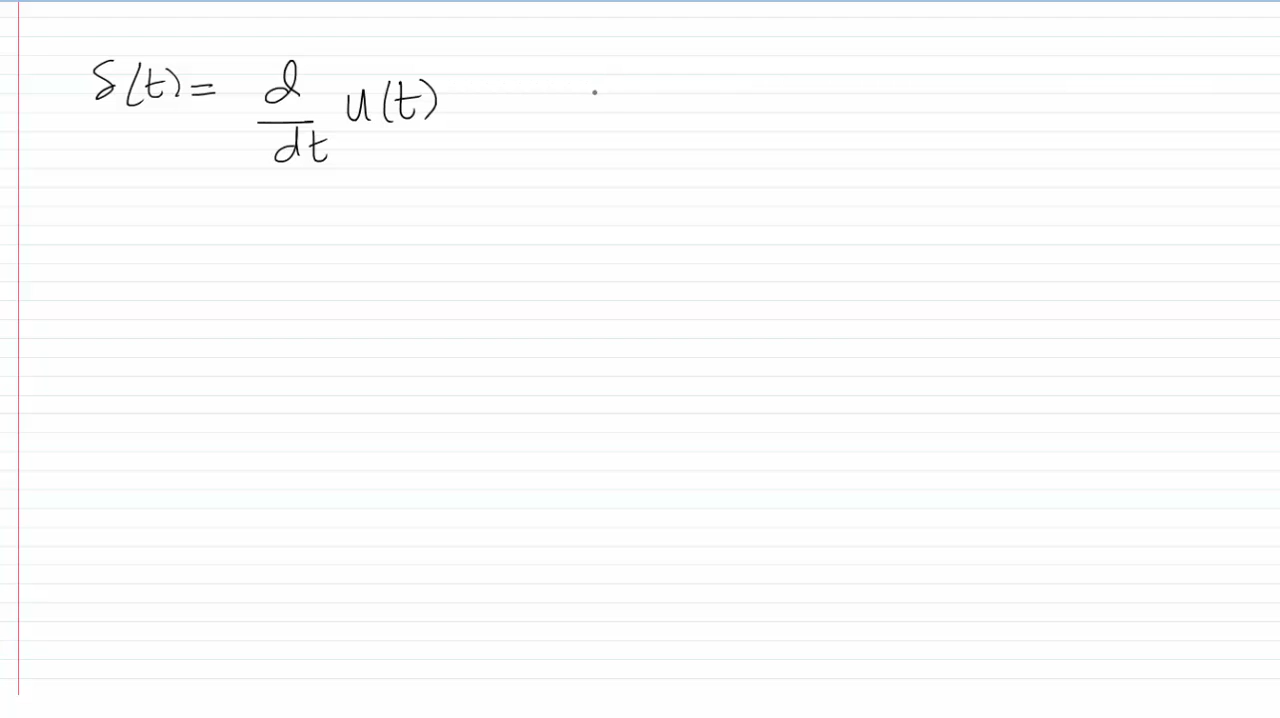 δ(t) = d/dt u(t)